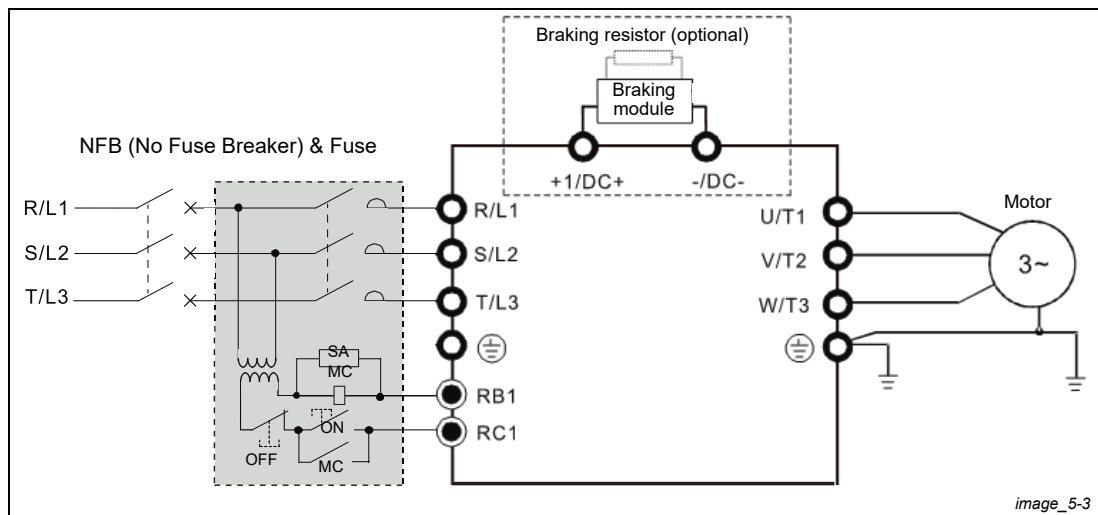 Braking resistor (optional)
Braking
module
NFB (No Fuse Breaker) & Fuse
+1/DC+
-/DC-
R/L1
R/L1
U/T1
Motor
S/L2
S/L2
V/T2
3~
T/L3
T/L3
W/T3
SA
MC
RB1
ON
RC1
OFF
MC
image_5-3